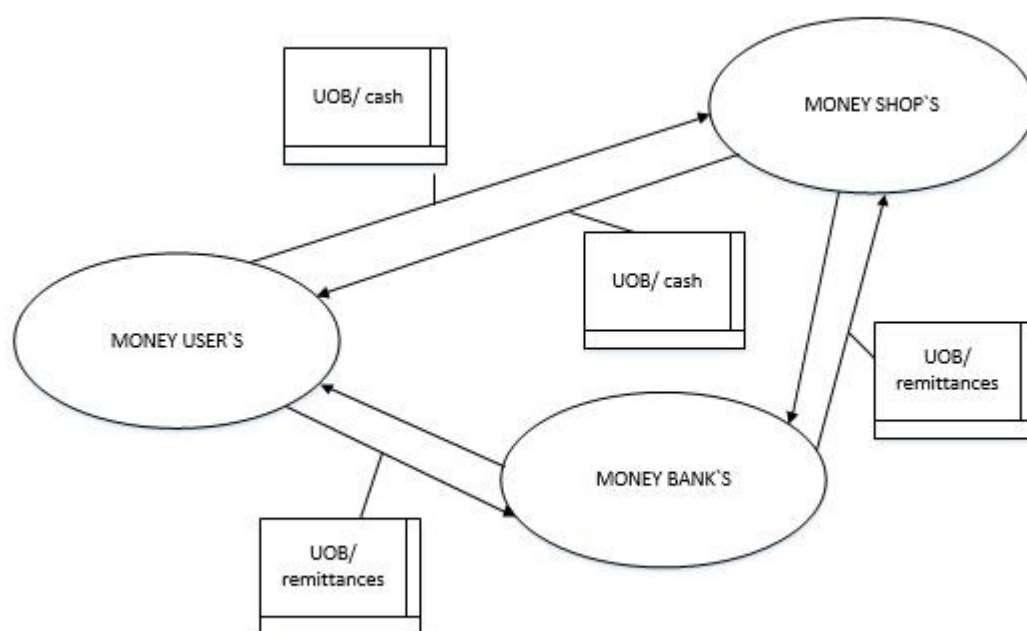 UOB/ cash
MONEY SHOP`S
UOB/ cash
MONEY USER`S
UOB/
remittances
MONEY BANK`S
UOB/
remittances